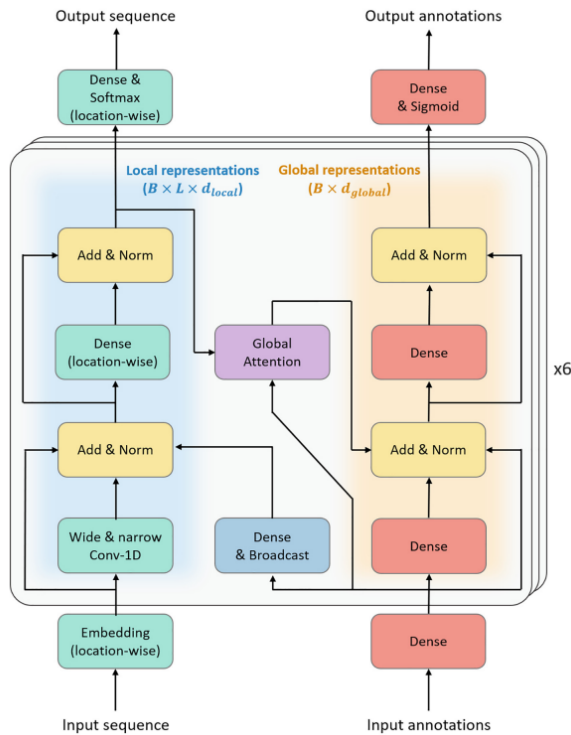 Output sequence
Output annotations
Dense &
Softmax
(location-wise)
Dense
& Sigmoid
Local representations
(B × L × d_local)
Global representations
(B × d_global)
Add & Norm
Add & Norm
Dense
(location-wise)
Global
Attention
Dense
x6
Add & Norm
Add & Norm
Wide & narrow
Conv-1D
Dense
& Broadcast
Dense
Embedding
(location-wise)
Dense
Input sequence
Input annotations